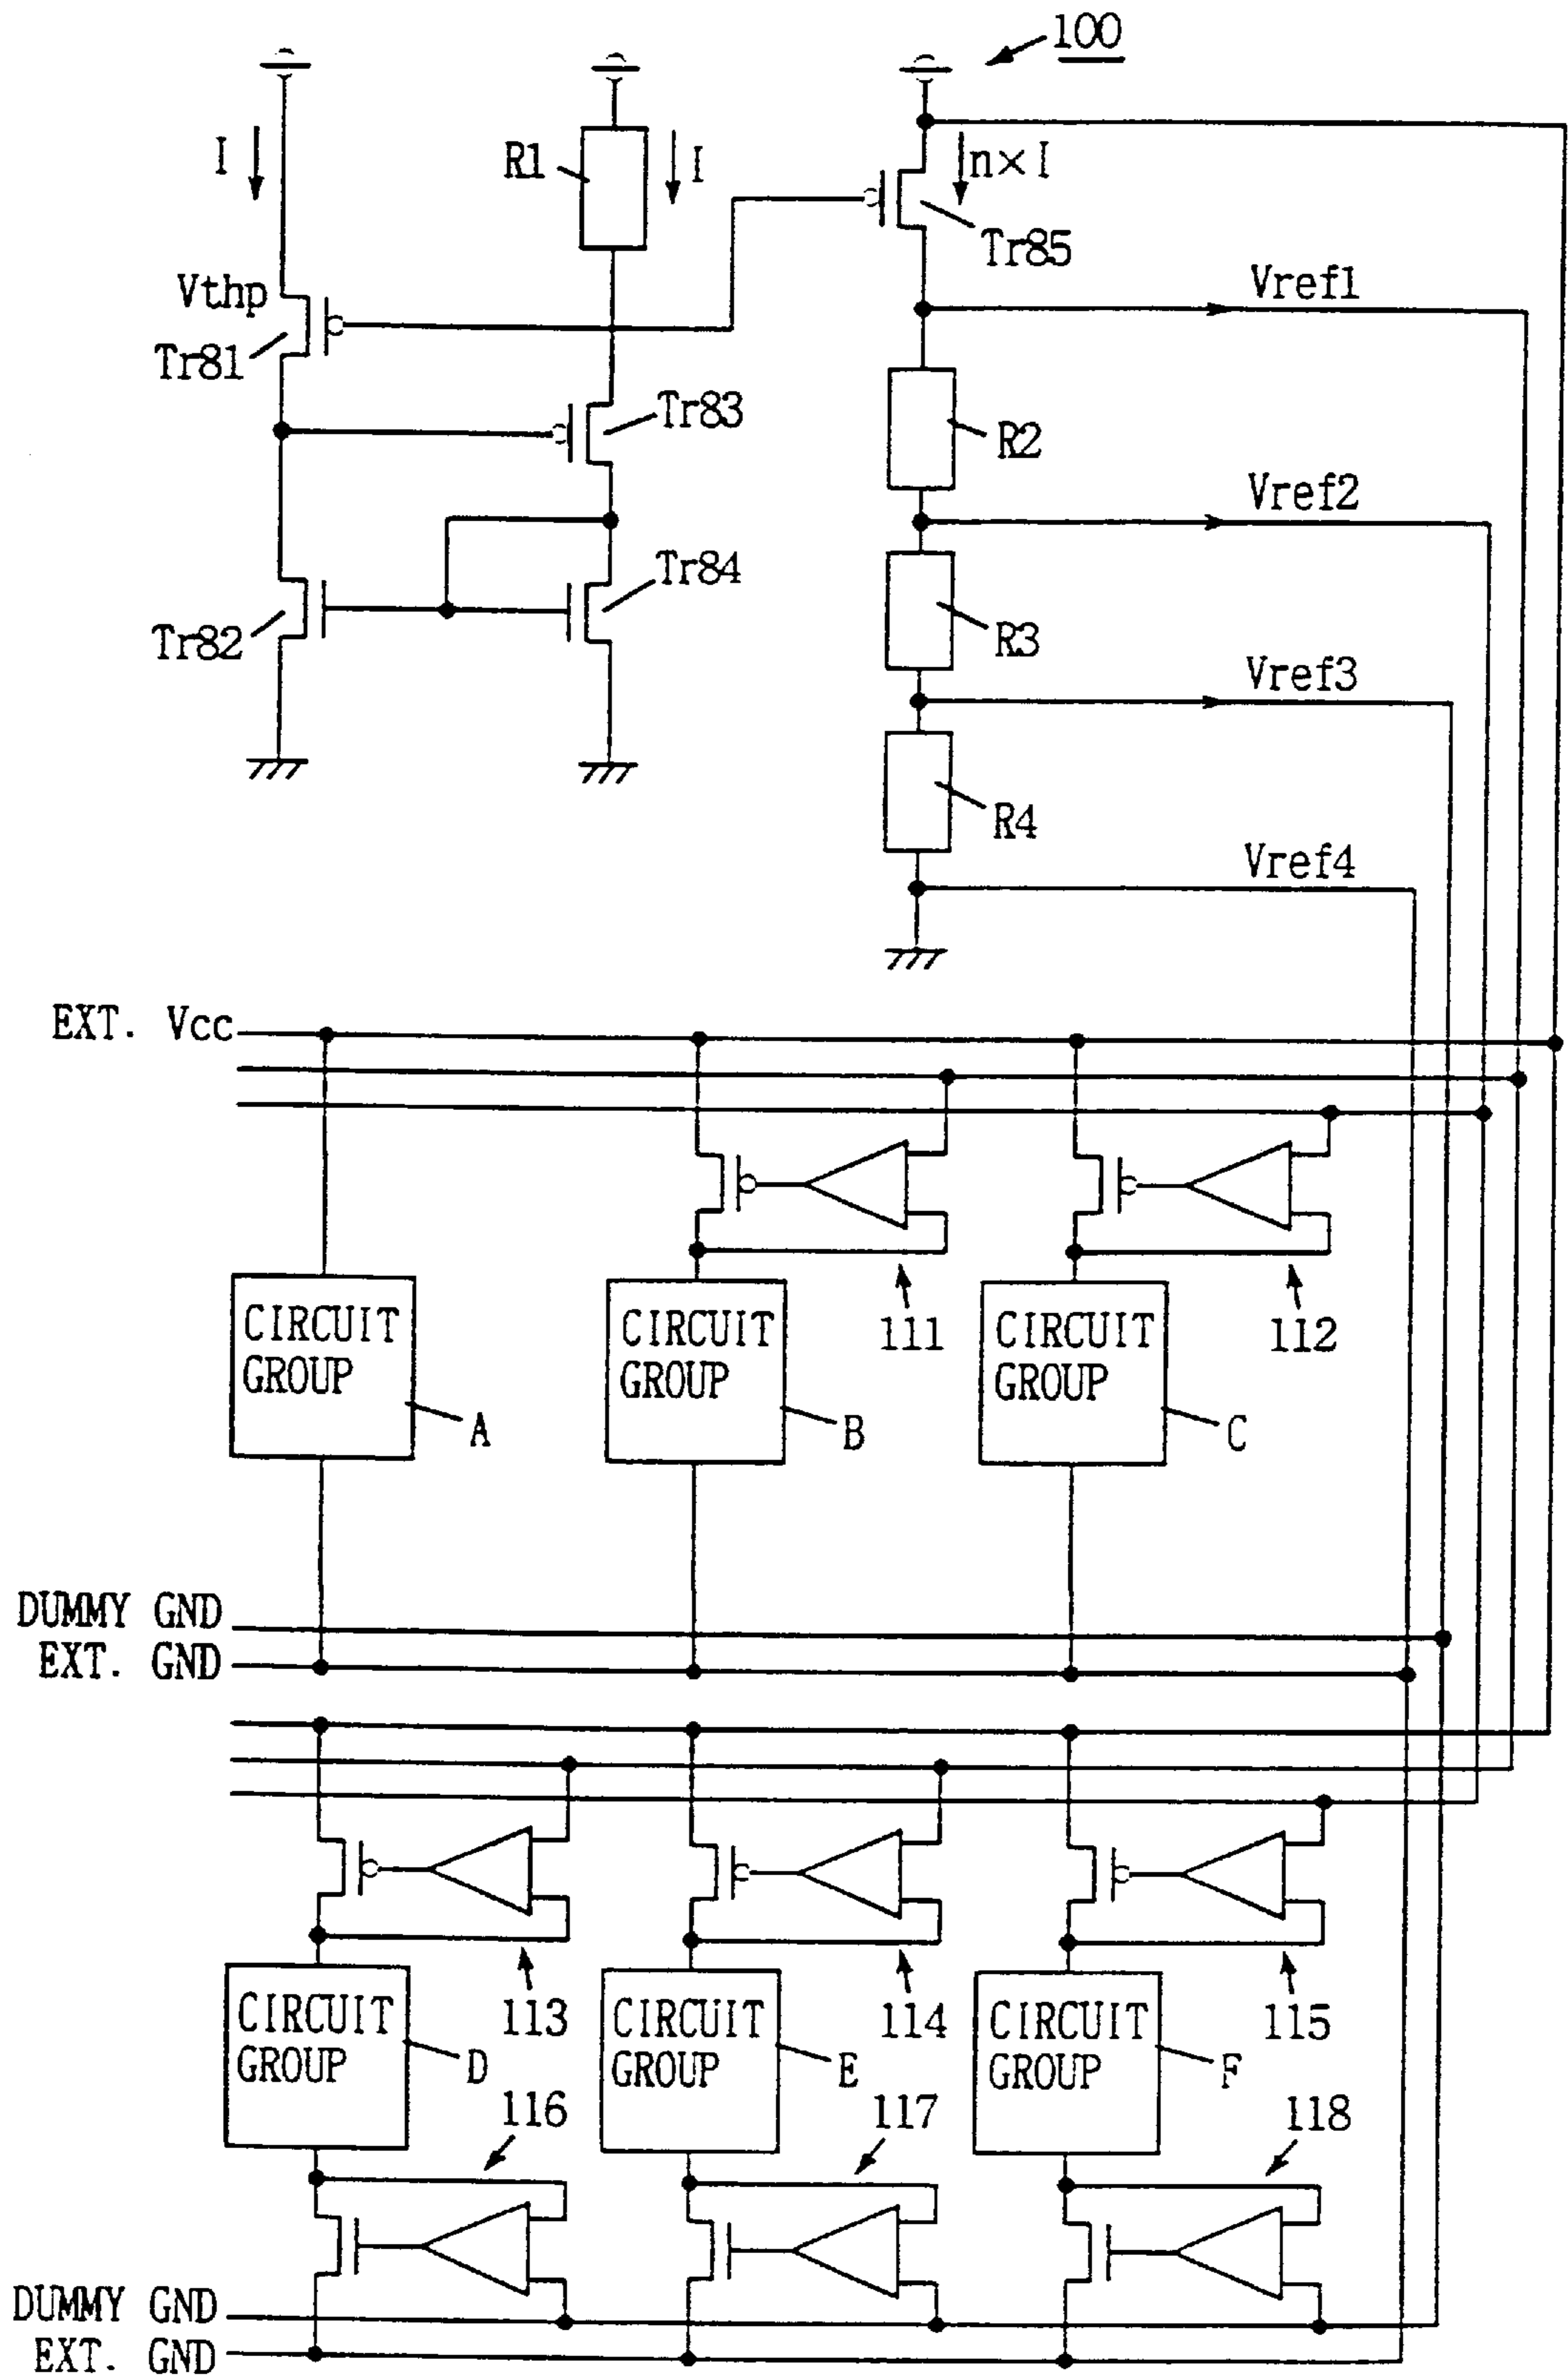 100
I
R1
I
n×I
Tr85
Vthp
Vref1
Tr81
Tr83
R2
Vref2
Tr84
Tr82
R3
Vref3
R4
Vref4
EXT. Vcc
CIRCUIT
GROUP
A
CIRCUIT
GROUP
B
111
CIRCUIT
GROUP
C
112
DUMMY GND
EXT. GND
CIRCUIT
GROUP
D
113
CIRCUIT
GROUP
E
114
CIRCUIT
GROUP
F
115
116
117
118
DUMMY GND
EXT. GND